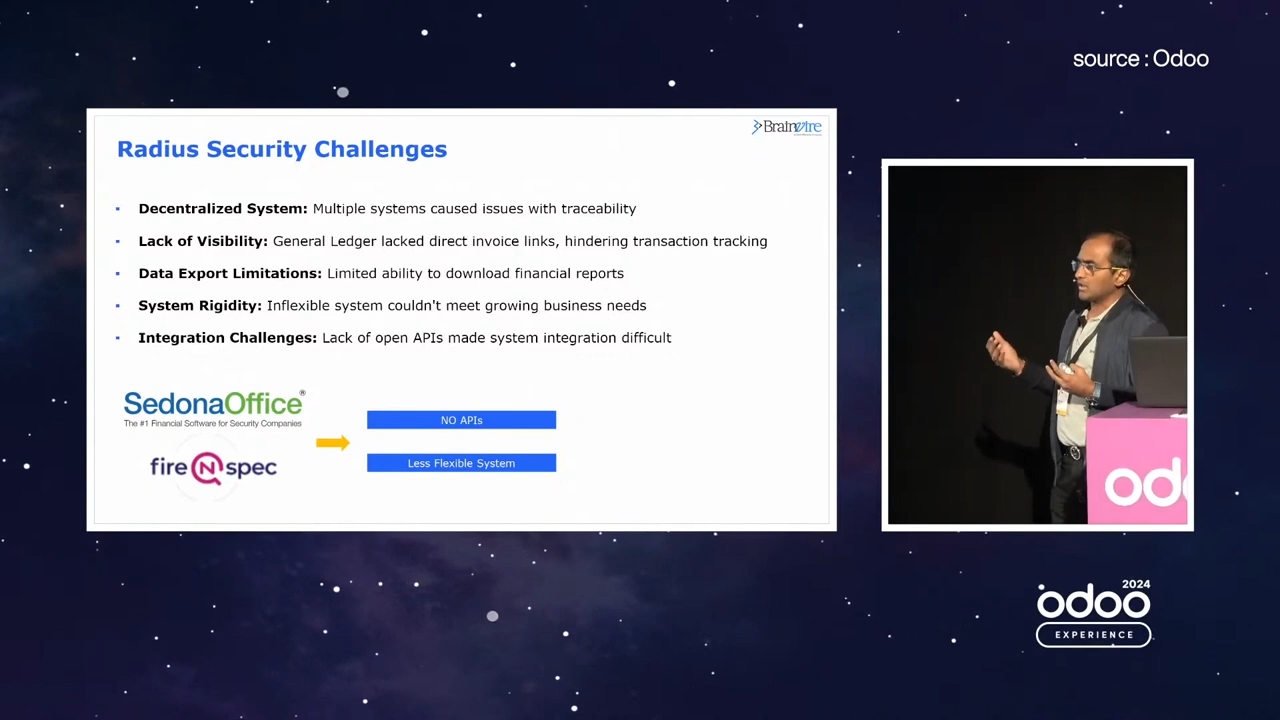 source : Odoo
Brainvire
Radius Security Challenges
Decentralized System: Multiple systems caused issues with traceability
Lack of Visibility: General Ledger lacked direct invoice links, hindering transaction tracking
Data Export Limitations: Limited ability to download financial reports
System Rigidity: Inflexible system couldn't meet growing business needs
Integration Challenges: Lack of open APIs made system integration difficult
SedonaOffice®
The #1 Financial Software for Security Companies
NO APIs
fireNspec
Less Flexible System
odo
2024
odoo
EXPERIENCE